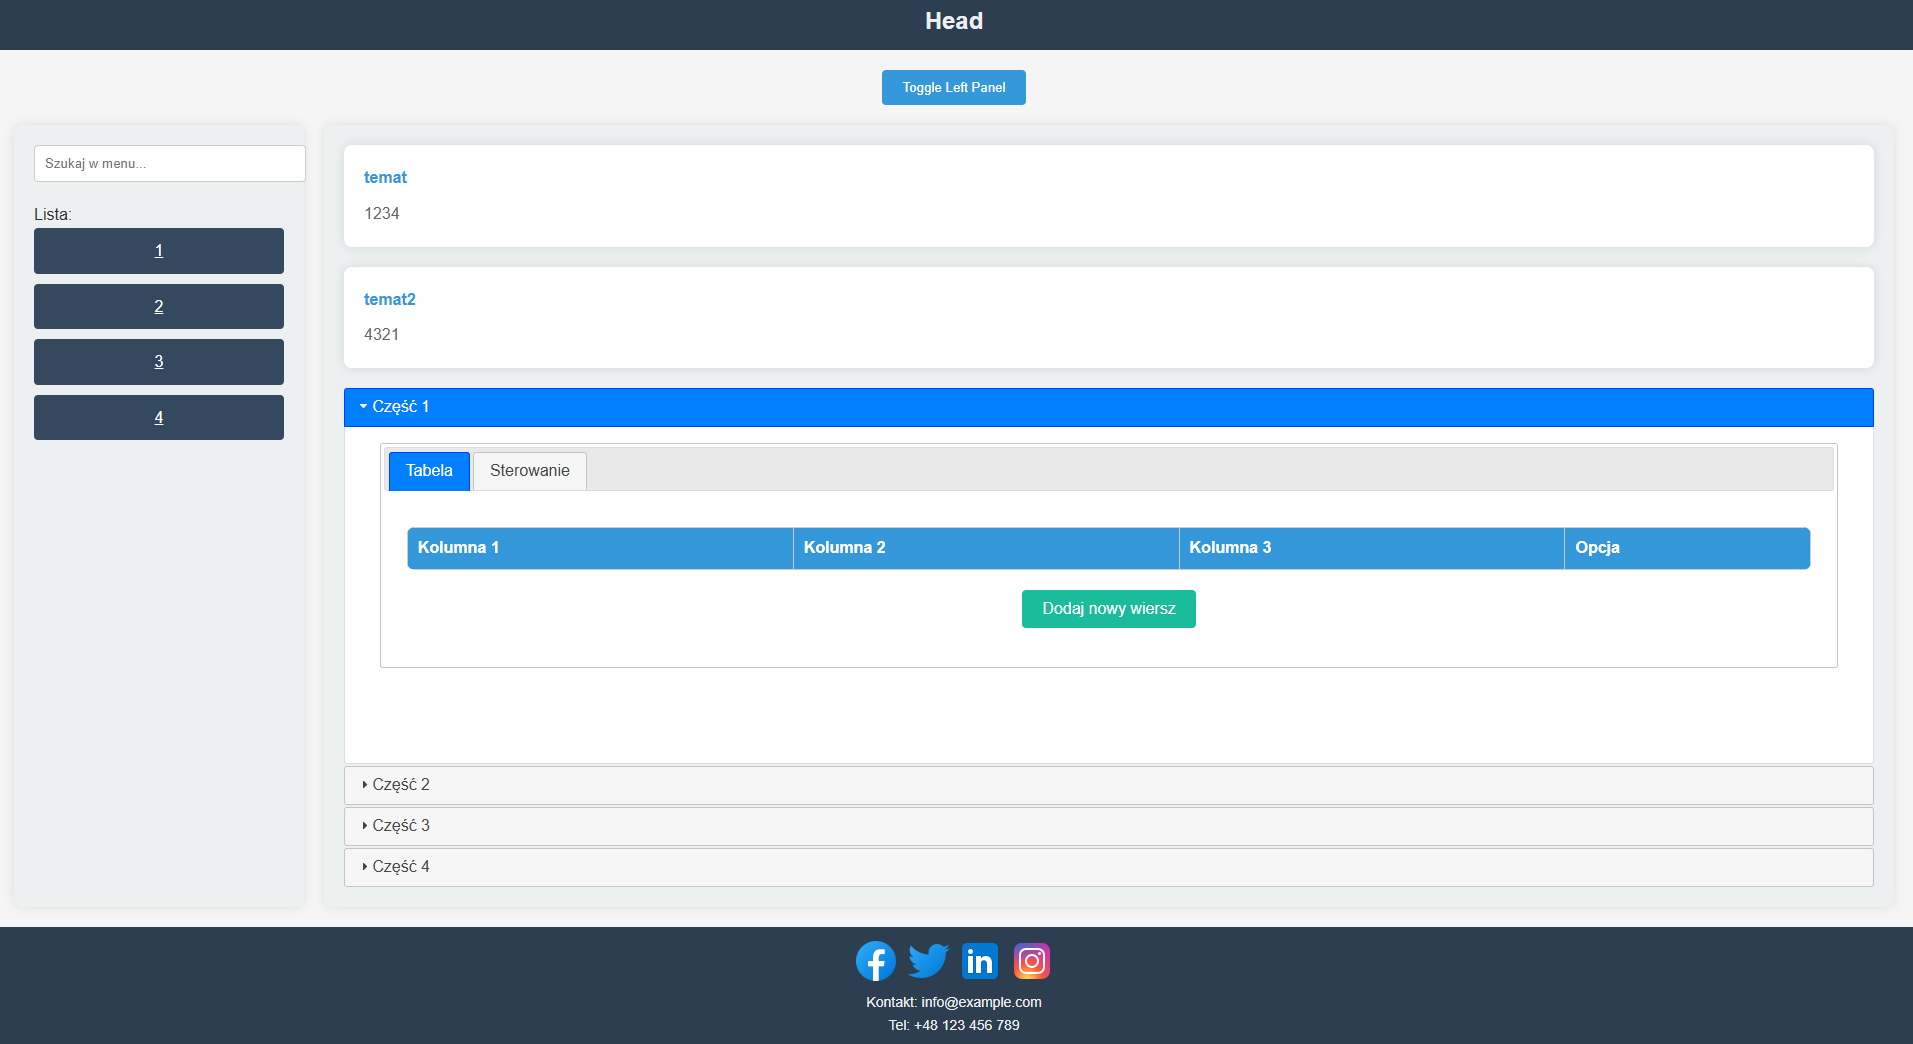 Head
Toggle Left Panel
Szukaj w menu...
Lista:
1
2
3
4
temat
1234
temat2
4321
Część 1
Tabela Sterowanie
Kolumna 1 Kolumna 2 Kolumna 3 Opcja
Dodaj nowy wiersz
Część 2
Część 3
Część 4
Kontakt: info@example.com
Tel: +48 123 456 789